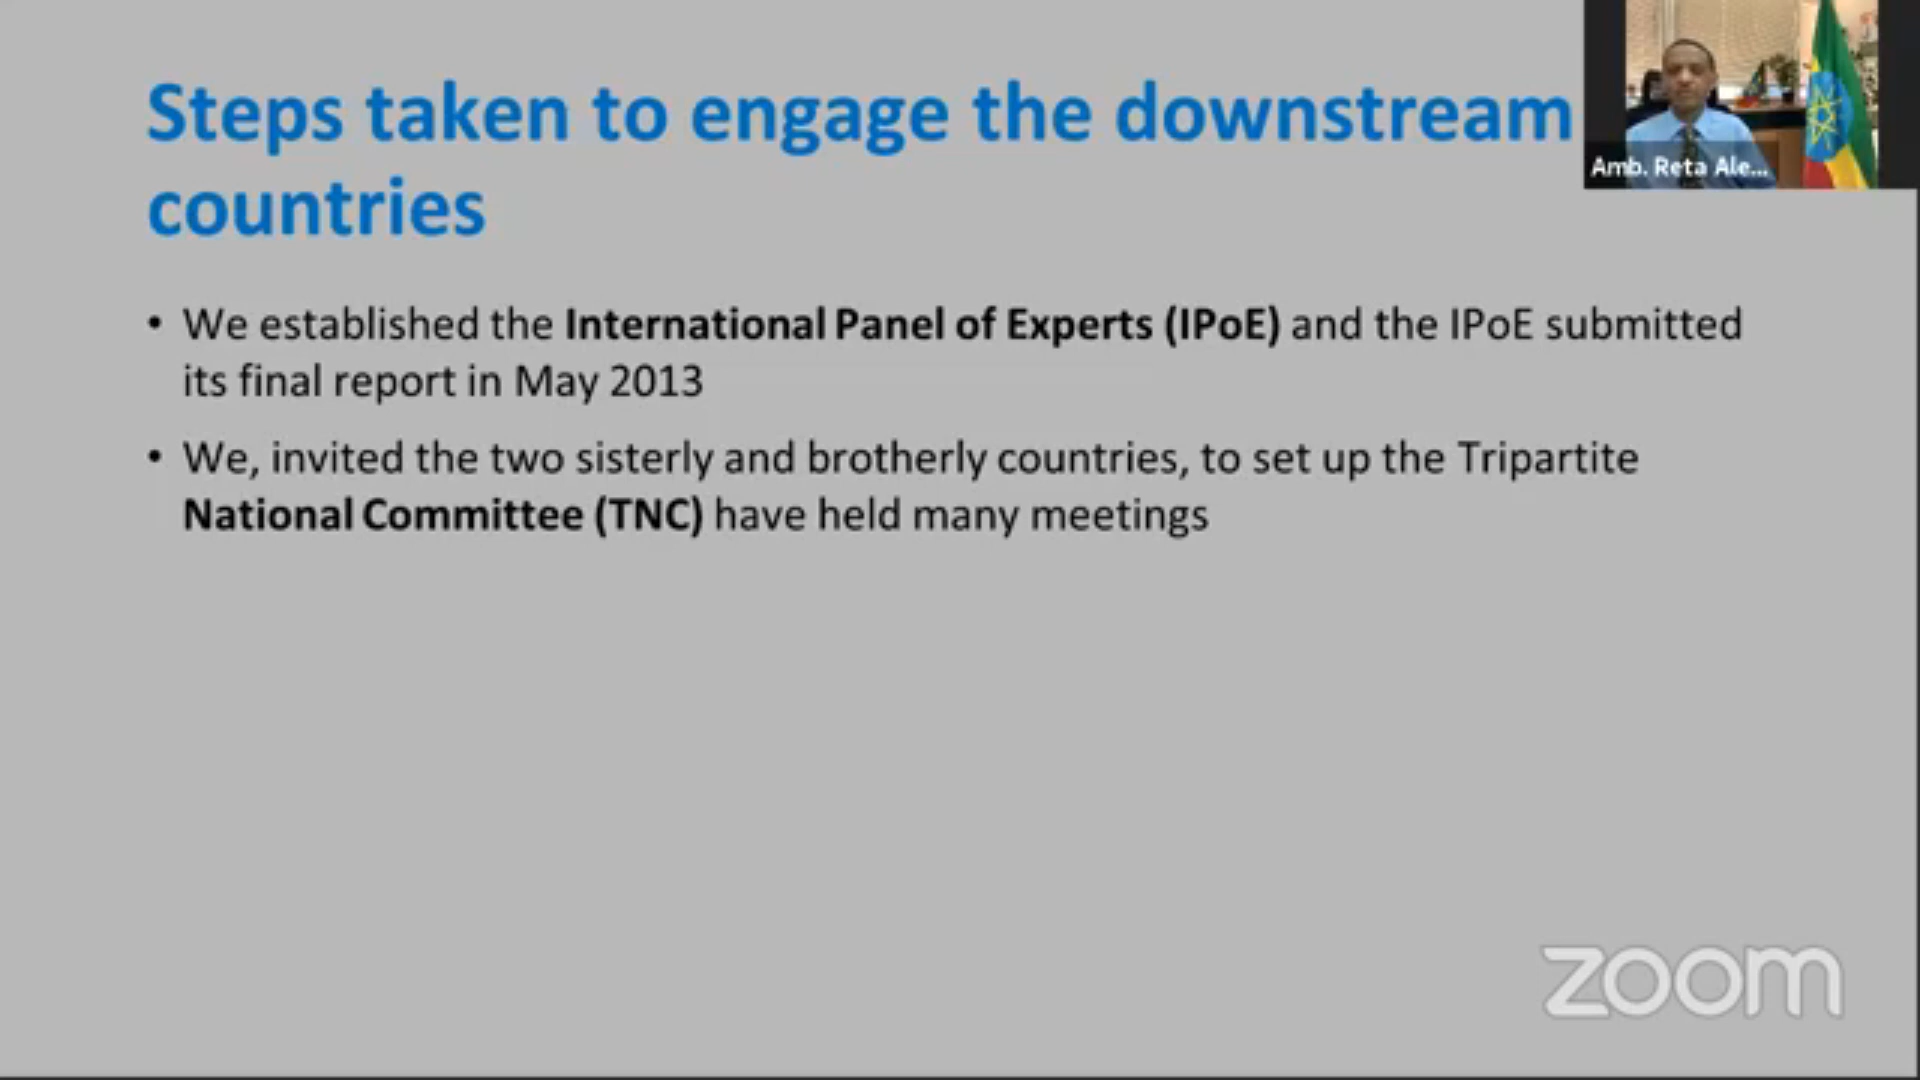 Steps taken to engage the downstream
countries
Amb. Reta Ale...
• We established the International Panel of Experts (IPoE) and the IPoE submitted
its final report in May 2013
• We, invited the two sisterly and brotherly countries, to set up the Tripartite
National Committee (TNC) have held many meetings
zoom